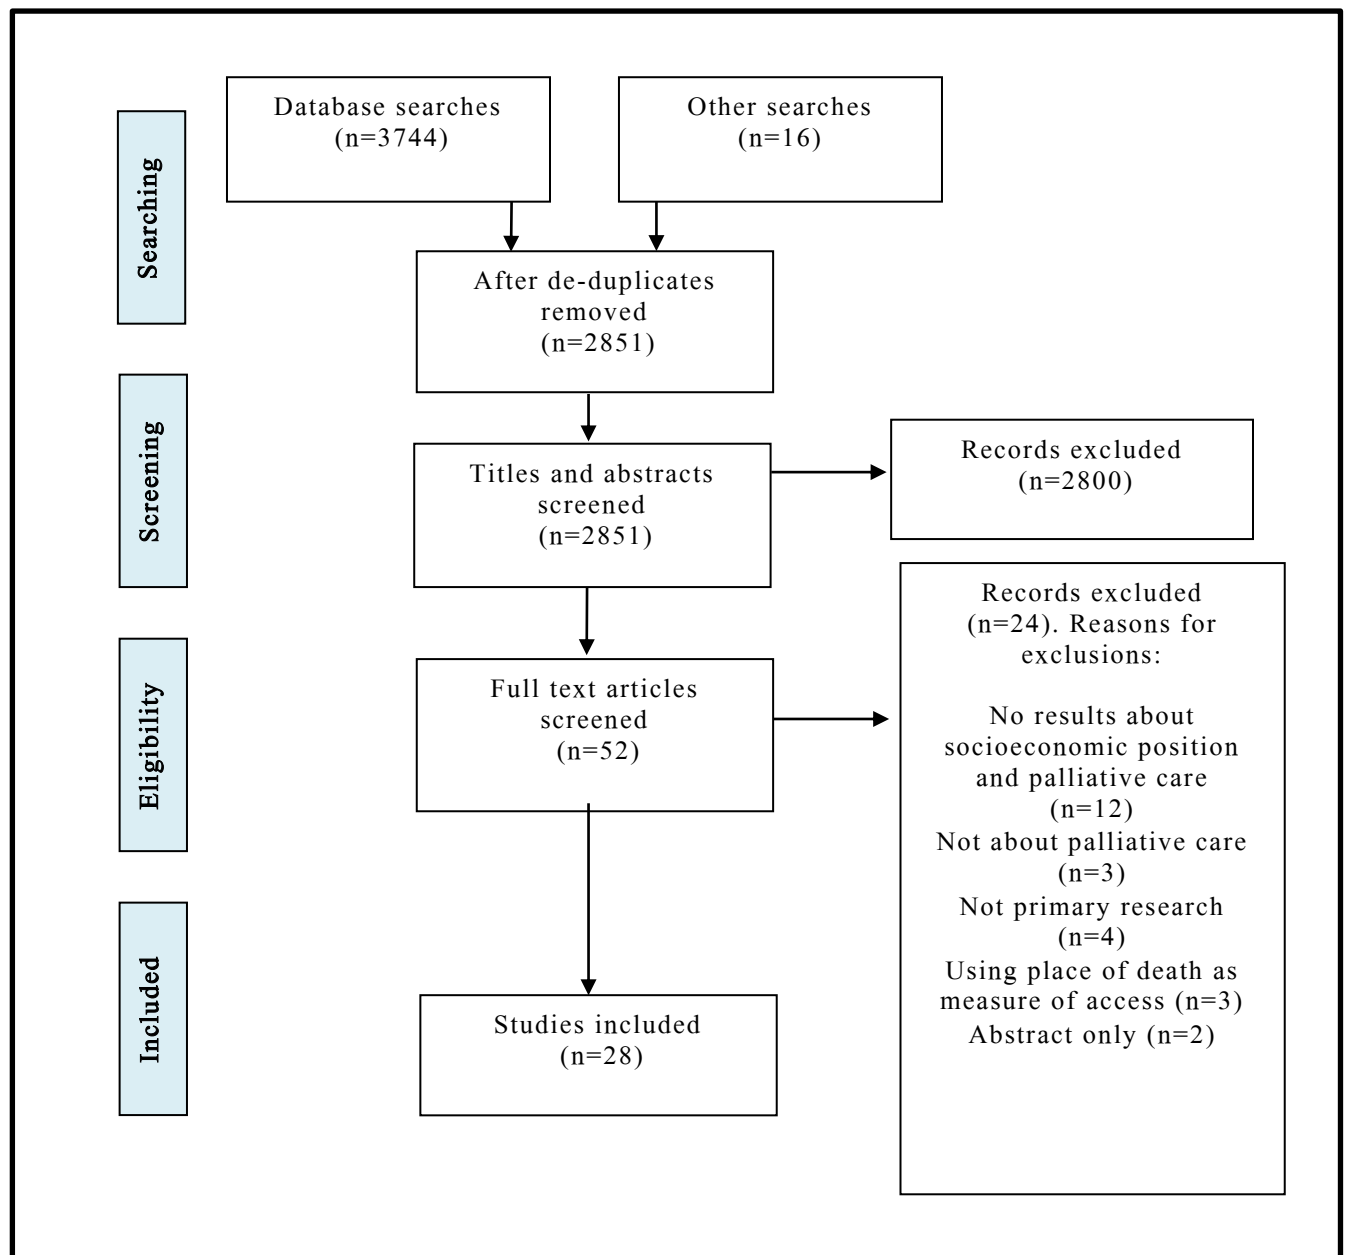 Searching
Database searches
(n=3744)
Other searches
(n=16)
After de-duplicates
removed
(n=2851)
Screening
Titles and abstracts
screened
(n=2851)
Records excluded
(n=2800)
Eligibility
Full text articles
screened
(n=52)
Records excluded
(n=24). Reasons for
exclusions:
No results about
socioeconomic position
and palliative care
(n=12)
Not about palliative care
(n=3)
Not primary research
(n=4)
Using place of death as
measure of access (n=3)
Abstract only (n=2)
Included
Studies included
(n=28)